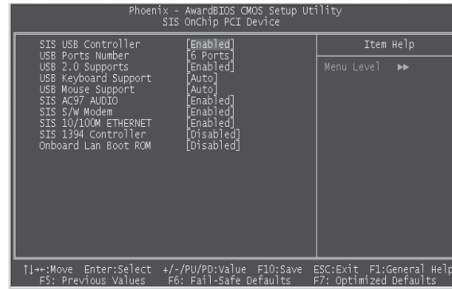 Phoenix - AwardBIOS CMOS Setup Utility
SIS OnChip PCI Device
SIS USB Controller [Enabled]
USB Ports Number [6 Ports]
USB 2.0 Supports [Enabled]
USB Keyboard Support [Auto]
USB Mouse Support [Auto]
SIS AC97 AUDIO [Enabled]
SIS S/W Modem [Enabled]
SIS 10/100M ETHERNET [Enabled]
SIS 1394 Controller [Disabled]
Onboard Lan Boot ROM [Disabled]
Item Help
Menu Level ►►
↑↓→←:Move Enter:Select +/-/PU/PD:Value F10:Save ESC:Exit F1:General Help
F5: Previous Values F6: Fail-Safe Defaults F7: Optimized Defaults